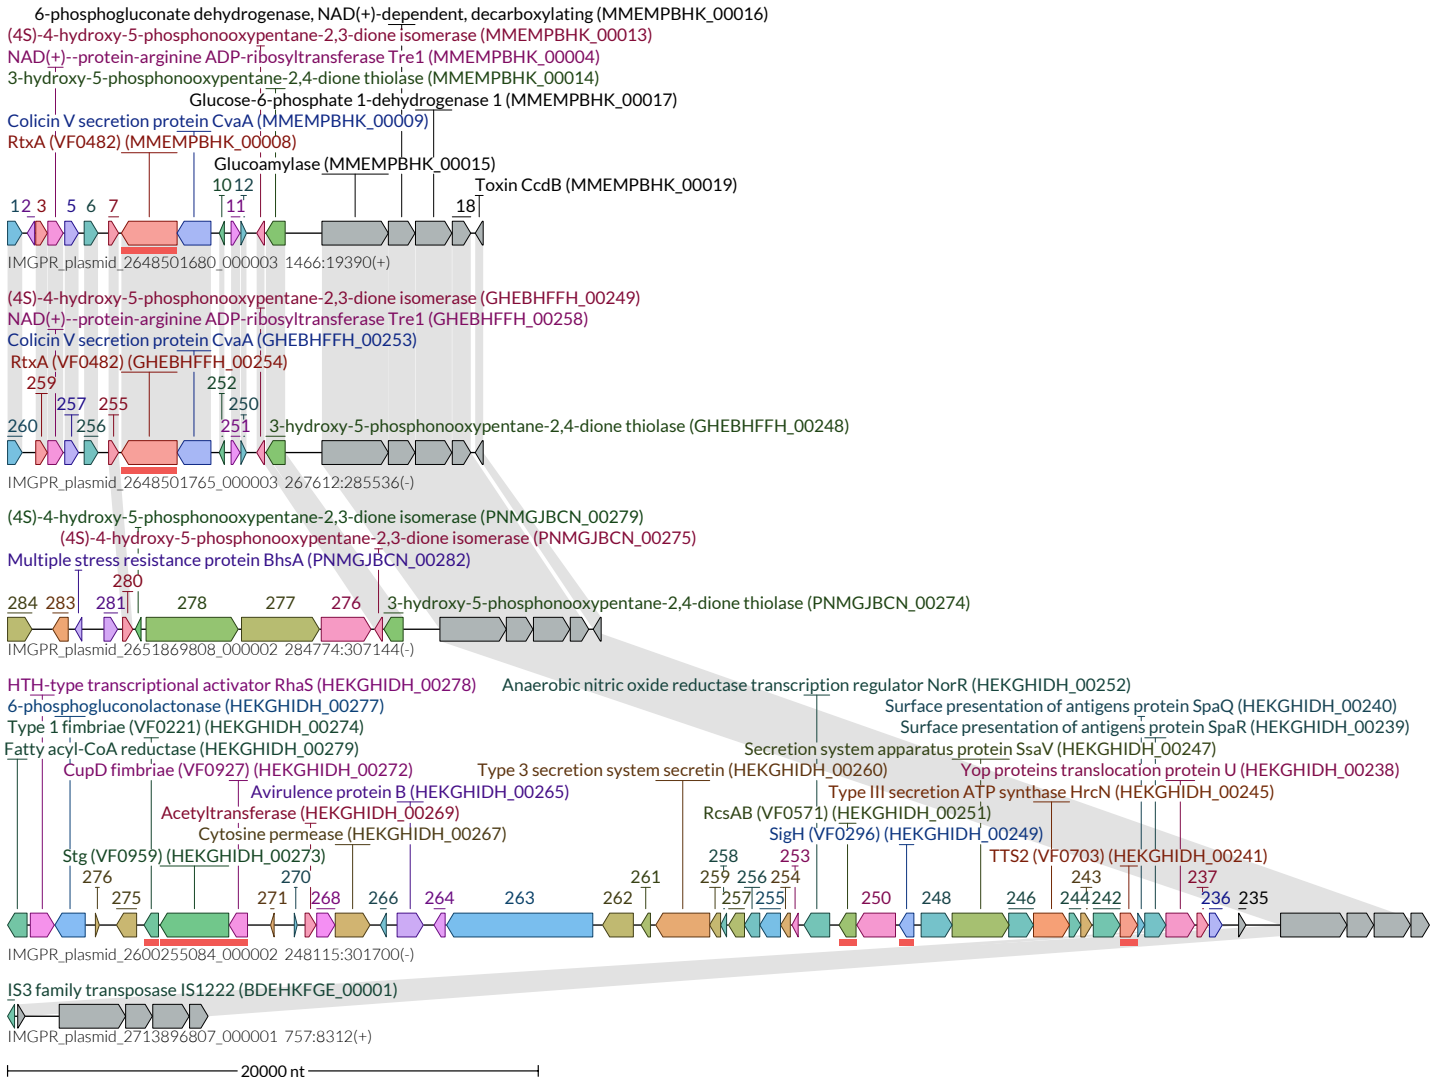 6-phosphogluconate dehydrogenase, NAD(+)-dependent, decarboxylating (MMEMPBHK_00016)
(4S)-4-hydroxy-5-phosphonooxypentane-2,3-dione isomerase (MMEMPBHK_00013)
NAD(+)--protein-arginine ADP-ribosyltransferase Tre1 (MMEMPBHK_00004)
3-hydroxy-5-phosphonooxypentane-2,4-dione thiolase (MMEMPBHK_00014)
Glucose-6-phosphate 1-dehydrogenase 1 (MMEMPBHK_00017)
Colicin V secretion protein CvaA (MMEMPBHK_00009)
RtxA (VF0482) (MMEMPBHK_00008)
Glucoamylase (MMEMPBHK_00015)
10 12 Toxin CcdB (MMEMPBHK_00019)
1 2 3 5 6 7 11 18
IMGPR_plasmid_2648501680_000003 1466:19390(+)
(4S)-4-hydroxy-5-phosphonooxypentane-2,3-dione isomerase (GHEBHFFH_00249)
NAD(+)--protein-arginine ADP-ribosyltransferase Tre1 (GHEBHFFH_00258)
Colicin V secretion protein CvaA (GHEBHFFH_00253)
RtxA (VF0482) (GHEBHFFH_00254)
259 252
257 255 250
260 256 251 3-hydroxy-5-phosphonooxypentane-2,4-dione thiolase (GHEBHFFH_00248)
IMGPR_plasmid_2648501765_000003 267612:285536(-)
(4S)-4-hydroxy-5-phosphonooxypentane-2,3-dione isomerase (PNMGJBCN_00279)
(4S)-4-hydroxy-5-phosphonooxypentane-2,3-dione isomerase (PNMGJBCN_00275)
Multiple stress resistance protein BhsA (PNMGJBCN_00282)
280
284 283 281 278 277 276 3-hydroxy-5-phosphonooxypentane-2,4-dione thiolase (PNMGJBCN_00274)
IMGPR_plasmid_2651869808_000002 284774:307144(-)
HTH-type transcriptional activator RhaS (HEKGHIDH_00278) Anaerobic nitric oxide reductase transcription regulator NorR (HEKGHIDH_00252)
6-phosphogluconolactonase (HEKGHIDH_00277) Surface presentation of antigens protein SpaQ (HEKGHIDH_00240)
Type 1 fimbriae (VF0221) (HEKGHIDH_00274) Surface presentation of antigens protein SpaR (HEKGHIDH_00239)
Fatty acyl-CoA reductase (HEKGHIDH_00279) Secretion system apparatus protein SsaV (HEKGHIDH_00247)
CupD fimbriae (VF0927) (HEKGHIDH_00272) Type 3 secretion system secretin (HEKGHIDH_00260) Yop proteins translocation protein U (HEKGHIDH_00238)
Avirulence protein B (HEKGHIDH_00265) Type III secretion ATP synthase HrcN (HEKGHIDH_00245)
Acetyltransferase (HEKGHIDH_00269) RcsAB (VF0571) (HEKGHIDH_00251)
Cytosine permease (HEKGHIDH_00267) SigH (VF0296) (HEKGHIDH_00249)
Stg (VF0959) (HEKGHIDH_00273) 258 253 TTS2 (VF0703) (HEKGHIDH_00241)
276 270 261 259 256 254 243 237
275 271 268 266 264 263 262 257 255 250 248 246 244 242 236 235
IMGPR_plasmid_2600255084_000002 248115:301700(-)
IS3 family transposase IS1222 (BDEHKFGE_00001)
IMGPR_plasmid_2713896807_000001 757:8312(+)
20000 nt